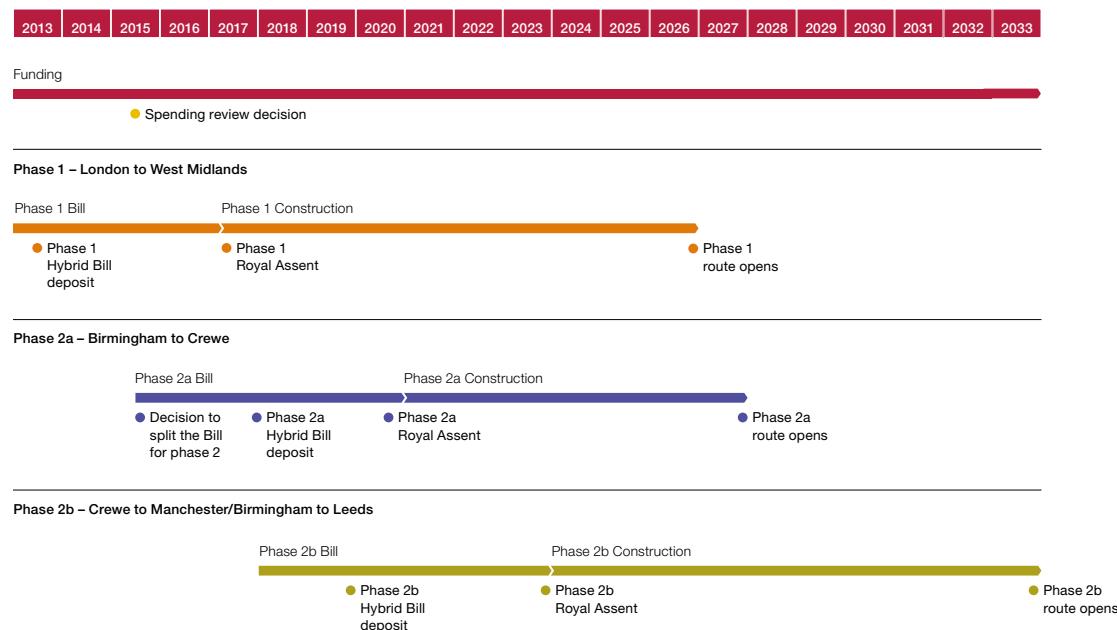 2013 2014 2015 2016 2017 2018 2019 2020 2021 2022 2023 2024 2025 2026 2027 2028 2029 2030 2031 2032 2033
Funding
Spending review decision
Phase 1 – London to West Midlands
Phase 1 Bill
Phase 1 Construction
Phase 1
Hybrid Bill
deposit
Phase 1
Royal Assent
Phase 1
route opens
Phase 2a – Birmingham to Crewe
Phase 2a Bill
Phase 2a Construction
Decision to
split the Bill
for phase 2
Phase 2a
Hybrid Bill
deposit
Phase 2a
Royal Assent
Phase 2a
route opens
Phase 2b – Crewe to Manchester/Birmingham to Leeds
Phase 2b Bill
Phase 2b Construction
Phase 2b
Hybrid Bill
deposit
Phase 2b
Royal Assent
Phase 2b
route opens